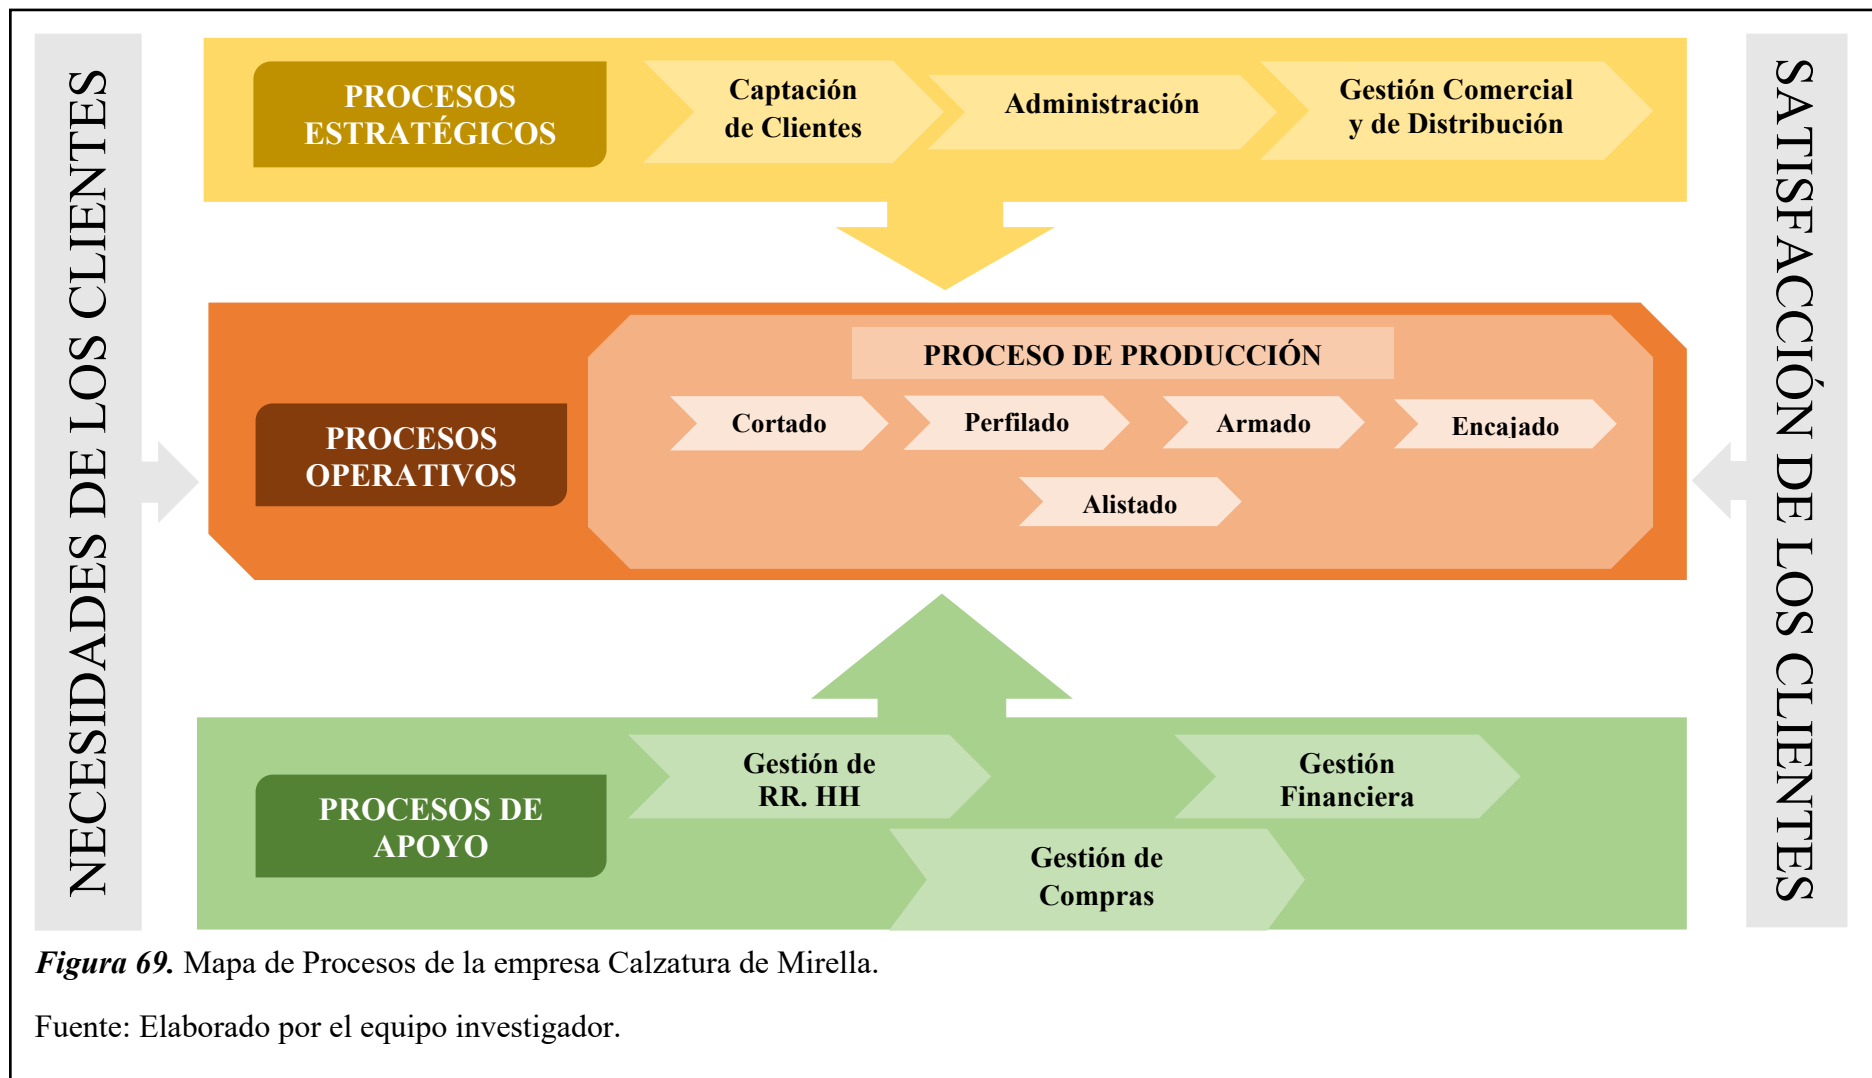 NECESIDADES DE LOS CLIENTES
PROCESOS
ESTRATÉGICOS
Captación
de Clientes
Administración
Gestión Comercial
y de Distribución
PROCESOS
OPERATIVOS
PROCESO DE PRODUCCIÓN
Cortado
Perfilado
Armado
Encajado
Alistado
PROCESOS DE
APOYO
Gestión de
RR. HH
Gestión
Financiera
Gestión de
Compras
SATISFACCIÓN DE LOS CLIENTES
Figura 69. Mapa de Procesos de la empresa Calzatura de Mirella.
Fuente: Elaborado por el equipo investigador.